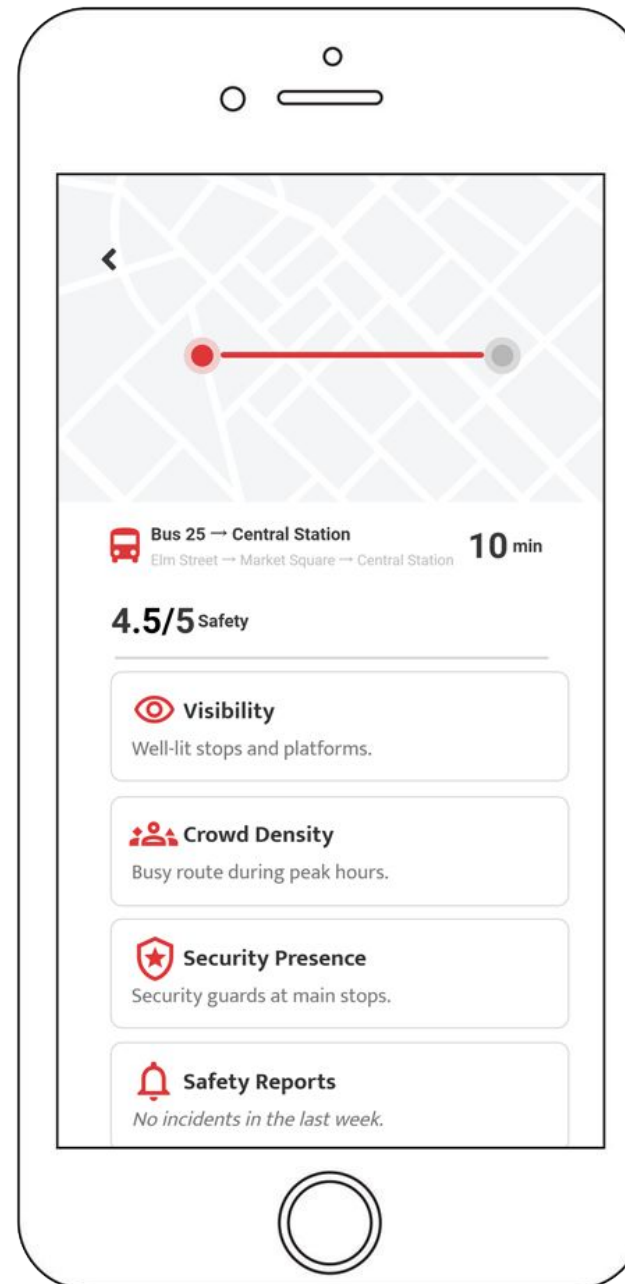 Bus 25 → Central Station
Elm Street → Market Square → Central Station
10 min
4.5/5 Safety
Visibility
Well-lit stops and platforms.
Crowd Density
Busy route during peak hours.
Security Presence
Security guards at main stops.
Safety Reports
No incidents in the last week.